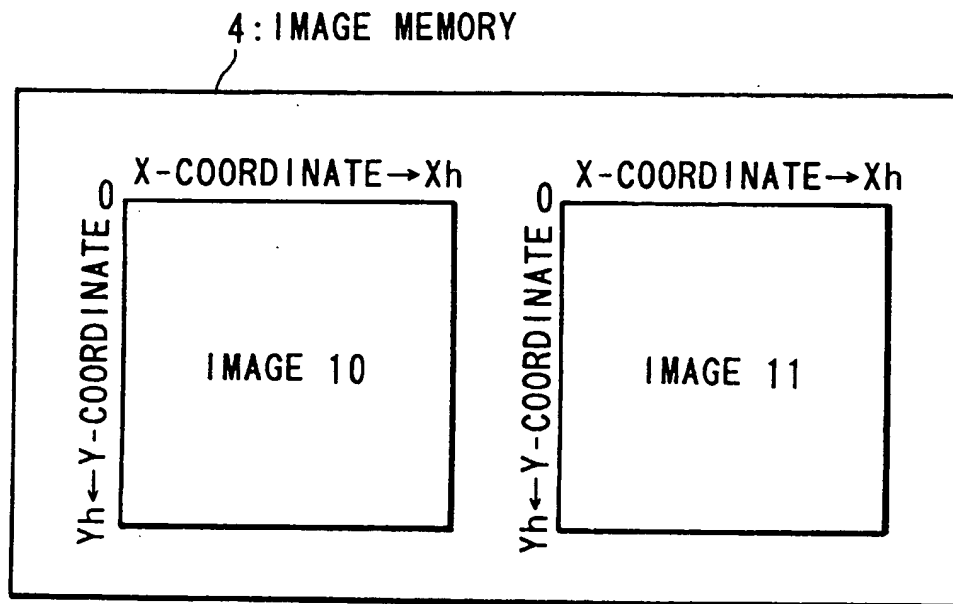 4:IMAGE MEMORY
X-COORDINATE→Xh
0
Yh←Y-COORDINATE
IMAGE 10
X-COORDINATE→Xh
0
Yh←Y-COORDINATE
IMAGE 11